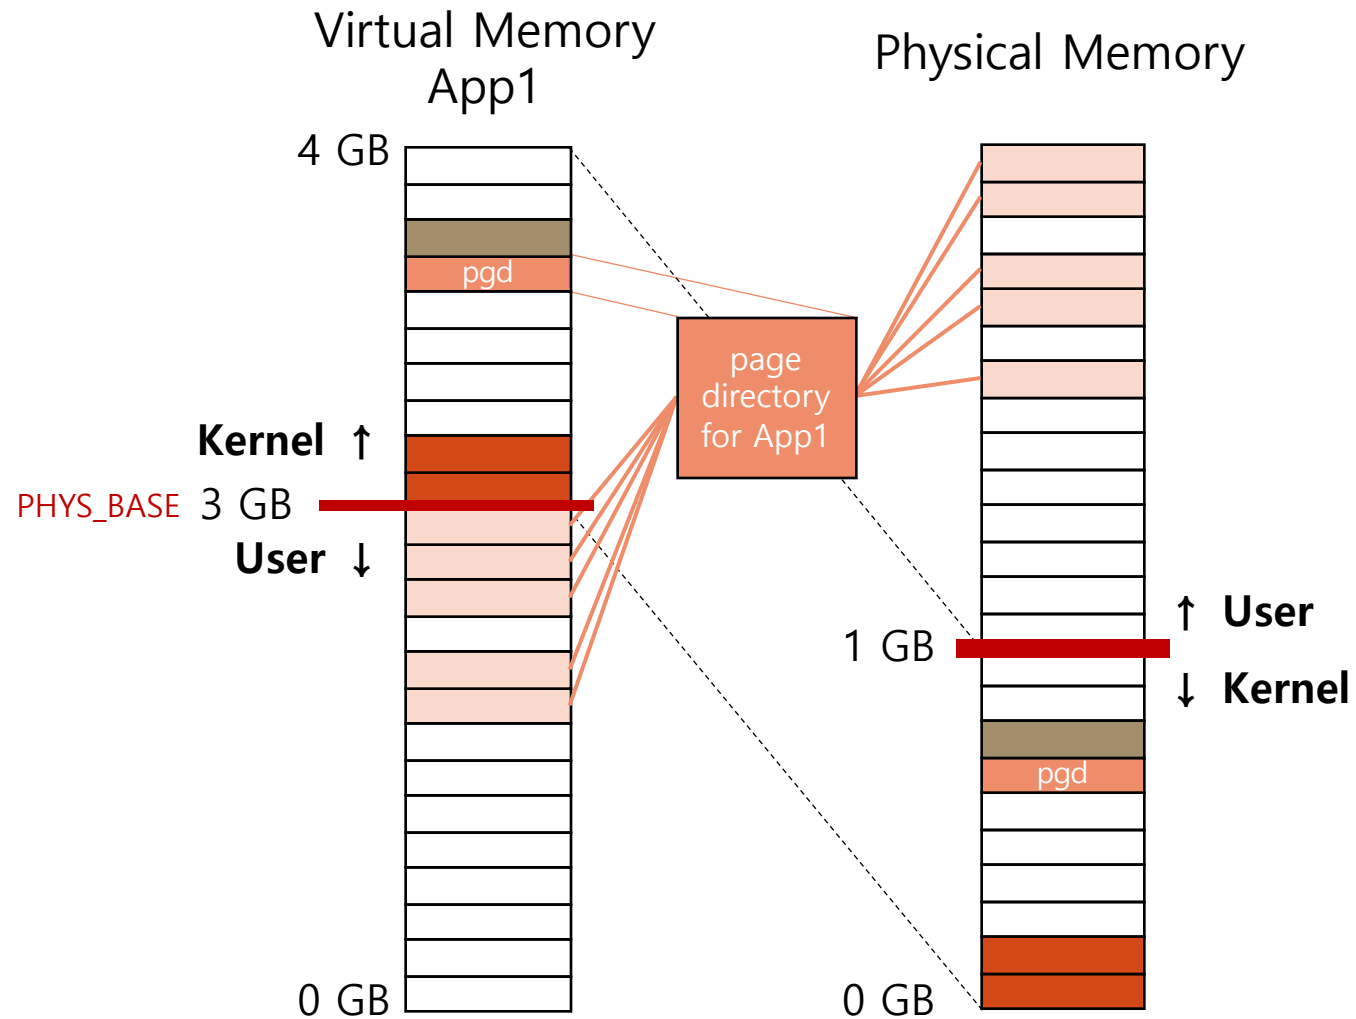 Virtual Memory
App1
Physical Memory
4 GB
pgd
page
directory
for App1
Kernel ↑
PHYS_BASE 3 GB
User ↓
↑ User
1 GB
↓ Kernel
pgd
0 GB
0 GB